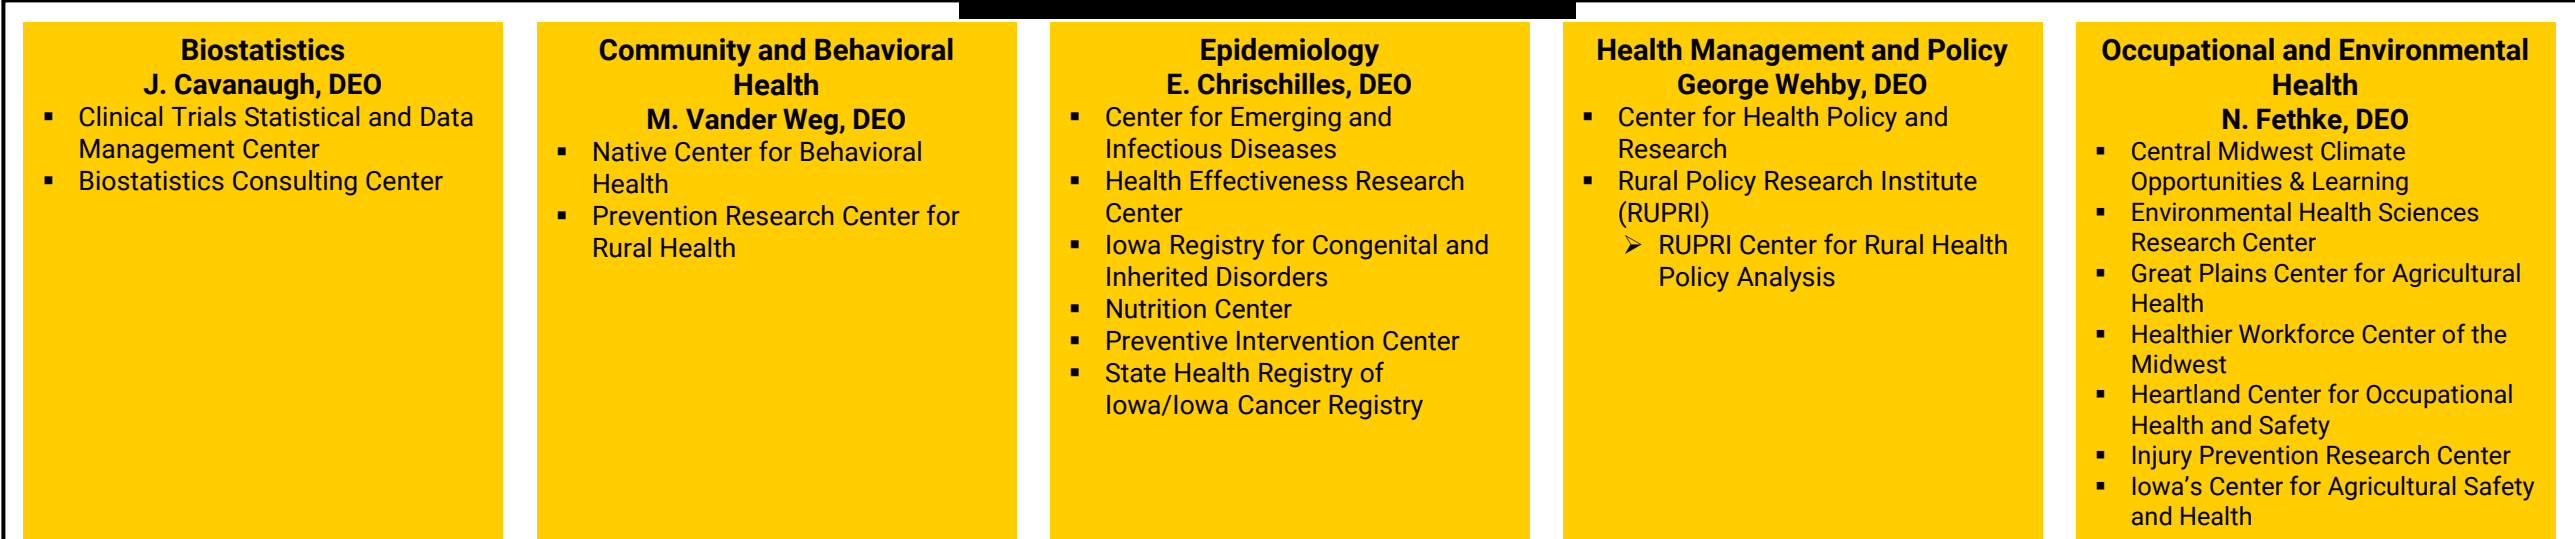 Biostatistics
J. Cavanaugh, DEO
▪ Clinical Trials Statistical and Data
Management Center
▪ Biostatistics Consulting Center
Community and Behavioral
Health
M. Vander Weg, DEO
▪ Native Center for Behavioral
Health
▪ Prevention Research Center for
Rural Health
Epidemiology
E. Chrischilles, DEO
▪ Center for Emerging and
Infectious Diseases
▪ Health Effectiveness Research
Center
▪ Iowa Registry for Congenital and
Inherited Disorders
▪ Nutrition Center
▪ Preventive Intervention Center
▪ State Health Registry of
Iowa/Iowa Cancer Registry
Health Management and Policy
George Wehby, DEO
▪ Center for Health Policy and
Research
▪ Rural Policy Research Institute
(RUPRI)
➢ RUPRI Center for Rural Health
Policy Analysis
Occupational and Environmental
Health
N. Fethke, DEO
▪ Central Midwest Climate
Opportunities & Learning
▪ Environmental Health Sciences
Research Center
▪ Great Plains Center for Agricultural
Health
▪ Healthier Workforce Center of the
Midwest
▪ Heartland Center for Occupational
Health and Safety
▪ Injury Prevention Research Center
▪ Iowa’s Center for Agricultural Safety
and Health